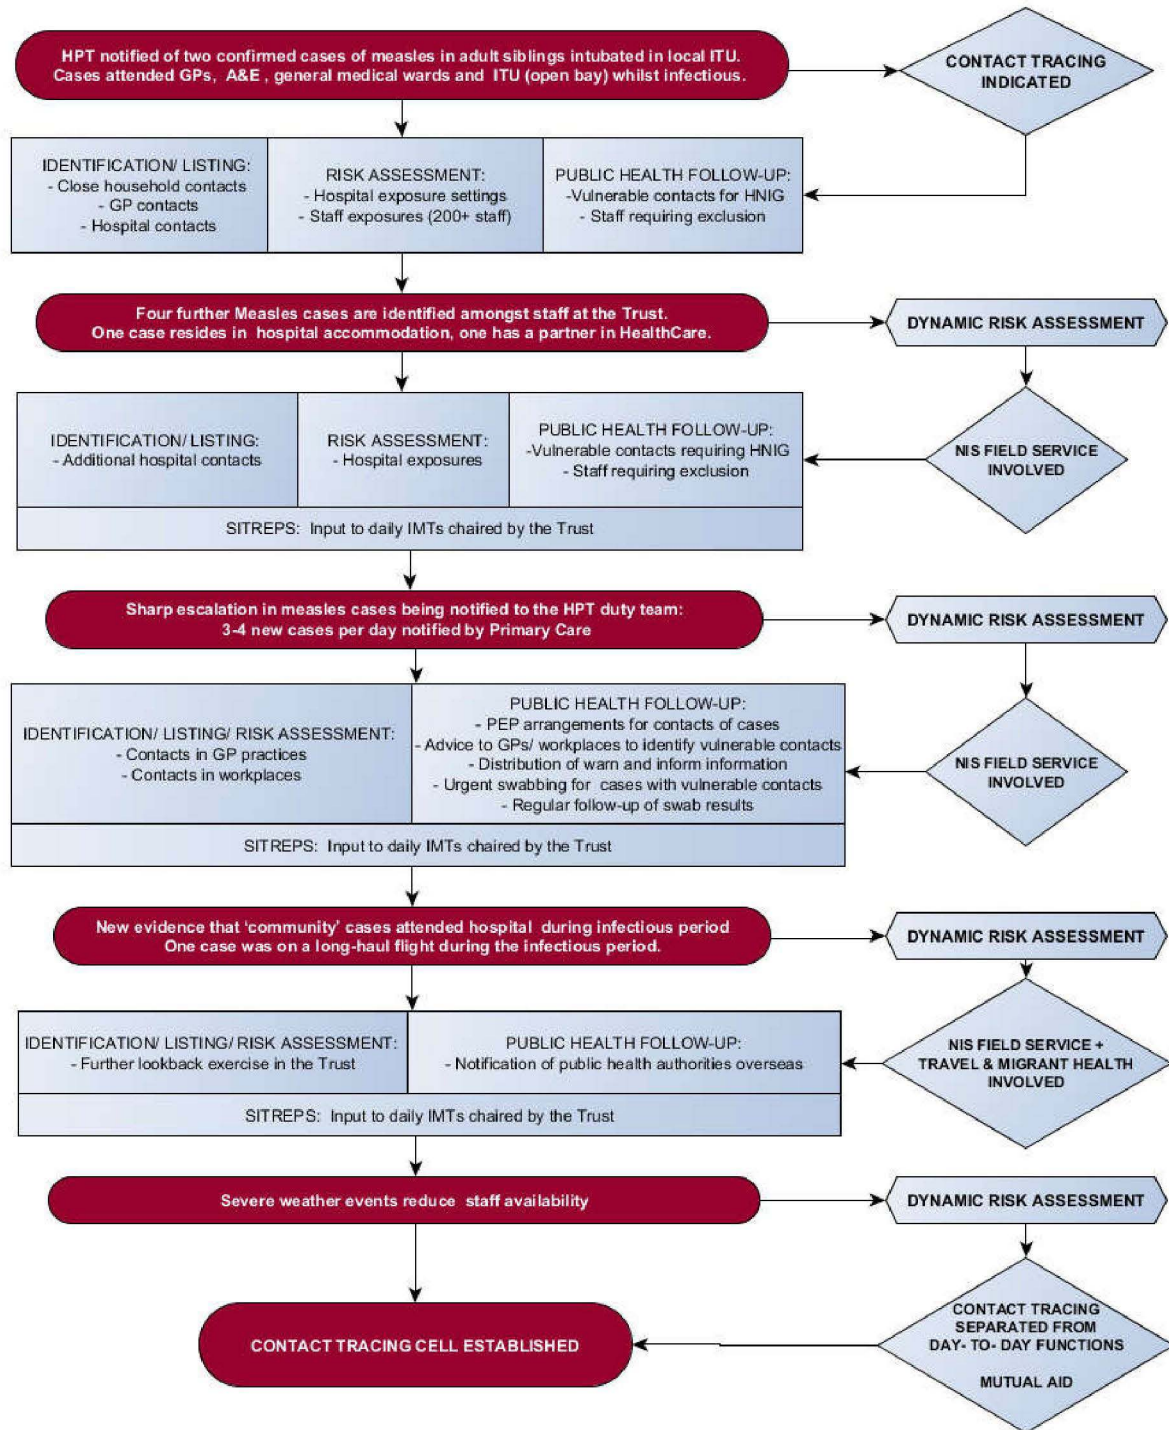 HPT notified of two confirmed cases of measles in adult siblings intubated in local ITU.
Cases attended GPs, A&E , general medical wards and ITU (open bay) whilst infectious.
CONTACT TRACING
INDICATED
IDENTIFICATION/ LISTING:
- Close household contacts
- GP contacts
- Hospital contacts
RISK ASSESSMENT:
- Hospital exposure settings
- Staff exposures (200+ staff)
PUBLIC HEALTH FOLLOW-UP:
-Vulnerable contacts for HNIG
- Staff requiring exclusion
Four further Measles cases are identified amongst staff at the Trust.
One case resides in hospital accommodation, one has a partner in HealthCare.
DYNAMIC RISK ASSESSMENT
IDENTIFICATION/ LISTING:
- Additional hospital contacts
RISK ASSESSMENT:
- Hospital exposures
PUBLIC HEALTH FOLLOW-UP:
-Vulnerable contacts requiring HNIG
- Staff requiring exclusion
NIS FIELD SERVICE
INVOLVED
SITREPS: Input to daily IMTs chaired by the Trust
Sharp escalation in measles cases being notified to the HPT duty team:
3-4 new cases per day notified by Primary Care
DYNAMIC RISK ASSESSMENT
IDENTIFICATION/ LISTING/ RISK ASSESSMENT:
- Contacts in GP practices
- Contacts in workplaces
PUBLIC HEALTH FOLLOW-UP:
- PEP arrangements for contacts of cases
- Advice to GPs/ workplaces to identify vulnerable contacts
- Distribution of warn and inform information
- Urgent swabbing for cases with vulnerable contacts
- Regular follow-up of swab results
NIS FIELD SERVICE
INVOLVED
SITREPS: Input to daily IMTs chaired by the Trust
New evidence that ‘community’ cases attended hospital during infectious period
One case was on a long-haul flight during the infectious period.
DYNAMIC RISK ASSESSMENT
IDENTIFICATION/ LISTING/ RISK ASSESSMENT:
- Further lookback exercise in the Trust
PUBLIC HEALTH FOLLOW-UP:
- Notification of public health authorities overseas
NIS FIELD SERVICE +
TRAVEL & MIGRANT HEALTH
INVOLVED
SITREPS: Input to daily IMTs chaired by the Trust
Severe weather events reduce staff availability
DYNAMIC RISK ASSESSMENT
CONTACT TRACING CELL ESTABLISHED
CONTACT TRACING
SEPARATED FROM
DAY- TO- DAY FUNCTIONS
MUTUAL AID